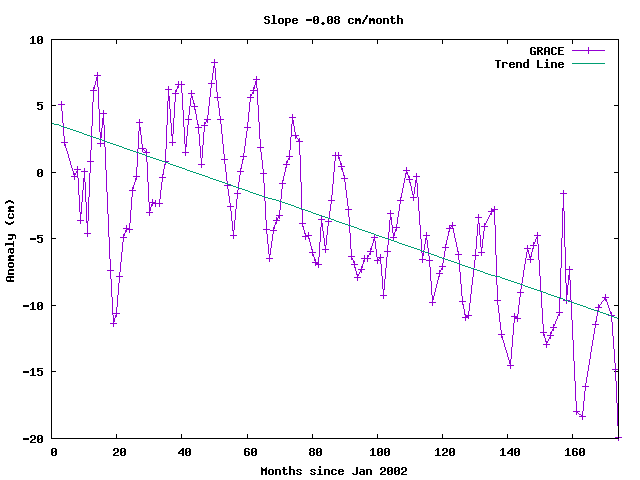 Slope -0.08 cm/month
GRACE
Trend Line
10
5
0
-5
-10
-15
-20
Anomaly (cm)
0 20 40 60 80 100 120 140 160
Months since Jan 2002